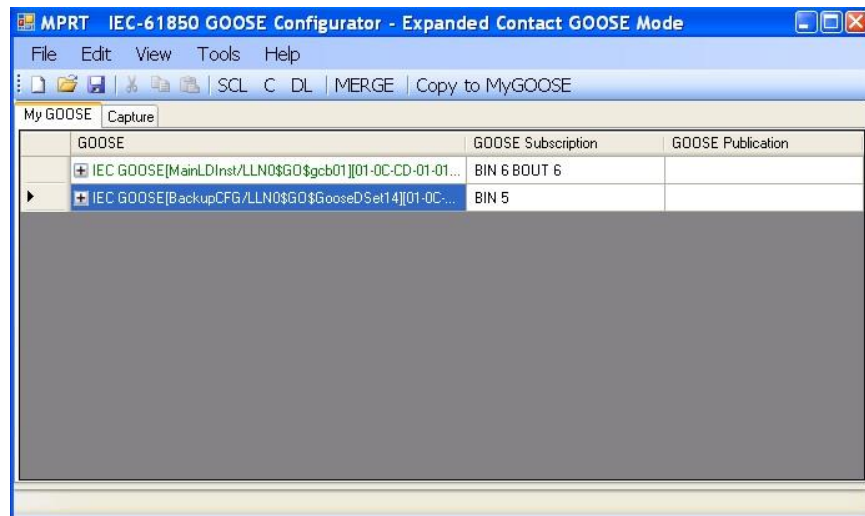 MPRT IEC-61850 GOOSE Configurator - Expanded Contact GOOSE Mode
File Edit View Tools Help
SCL C DL MERGE Copy to MyGOOSE
My GOOSE Capture
GOOSE GOOSE Subscription GOOSE Publication
IEC GOOSE[MainLDInst/LLN0$GO$gcb01][01-0C-CD-01-01... BIN 6 BOUT 6
IEC GOOSE[BackupCFG/LLN0$GO$GooseDSet14][01-0C-... BIN 5